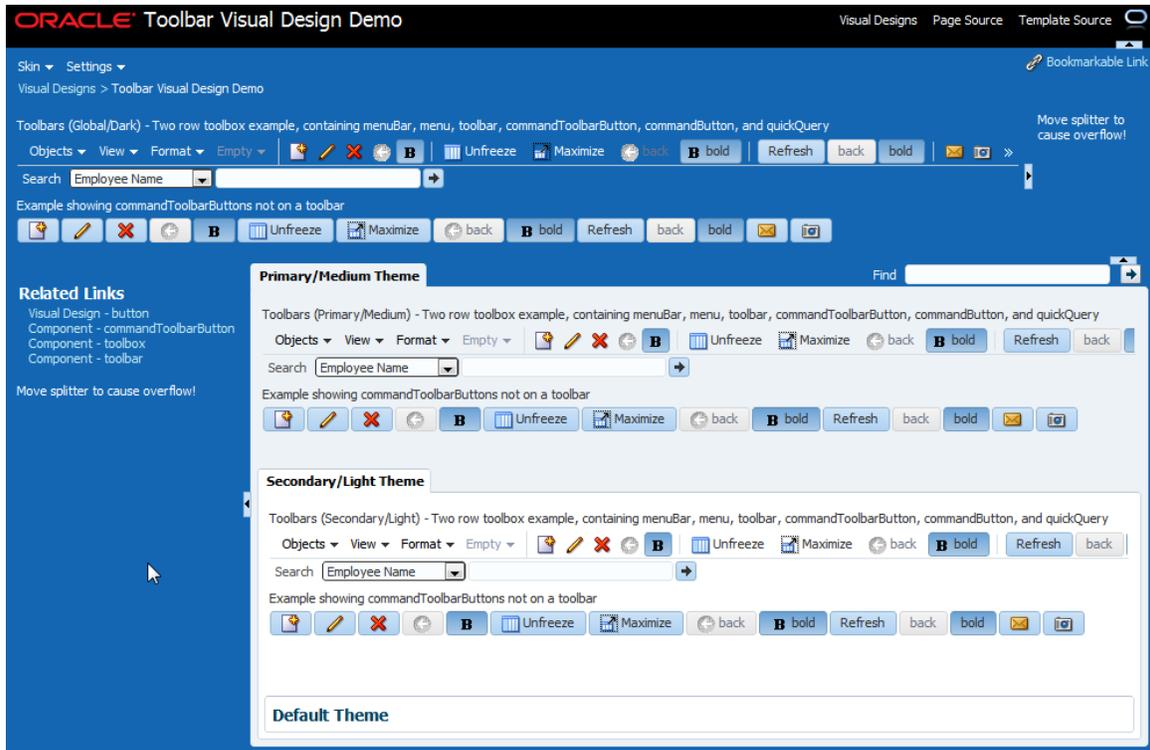 ORACLE Toolbar Visual Design Demo Visual Designs Page Source Template Source
Skin Settings Bookmarkable Link
Visual Designs > Toolbar Visual Design Demo
Toolbars (Global/Dark) - Two row toolbox example, containing menuBar, menu, toolbar, commandToolbarButton, commandButton, and quickQuery
Move splitter to
cause overflow!
Objects View Format Empty B Unfreeze Maximize back B bold Refresh back bold »
Search Employee Name
Example showing commandToolbarButtons not on a toolbar
B Unfreeze Maximize back B bold Refresh back bold
Related Links
Visual Design - button
Component - commandToolbarButton
Component - toolbox
Component - toolbar
Move splitter to cause overflow!
Primary/Medium Theme Find
Toolbars (Primary/Medium) - Two row toolbox example, containing menuBar, menu, toolbar, commandToolbarButton, commandButton, and quickQuery
Objects View Format Empty B Unfreeze Maximize back B bold Refresh back
Search Employee Name
Example showing commandToolbarButtons not on a toolbar
B Unfreeze Maximize back B bold Refresh back bold
Secondary/Light Theme
Toolbars (Secondary/Light) - Two row toolbox example, containing menuBar, menu, toolbar, commandToolbarButton, commandButton, and quickQuery
Objects View Format Empty B Unfreeze Maximize back B bold Refresh back
Search Employee Name
Example showing commandToolbarButtons not on a toolbar
B Unfreeze Maximize back B bold Refresh back bold
Default Theme